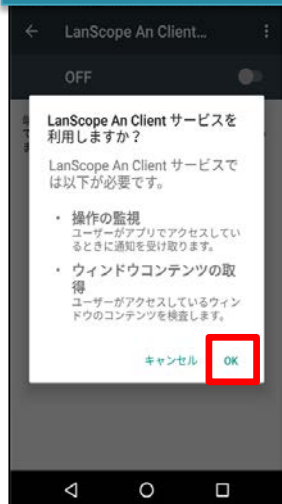 LanScope An Client...
OFF
LanScope An Client サービスを
利用しますか？
LanScope An Client サービスで
は以下が必要です。
・ 操作の監視
ユーザーがアプリでアクセスしてい
るときに通知を受け取ります。
・ ウィンドウコンテンツの取
得
ユーザーがアクセスしているウィン
ドウのコンテンツを検査します。
キャンセル OK